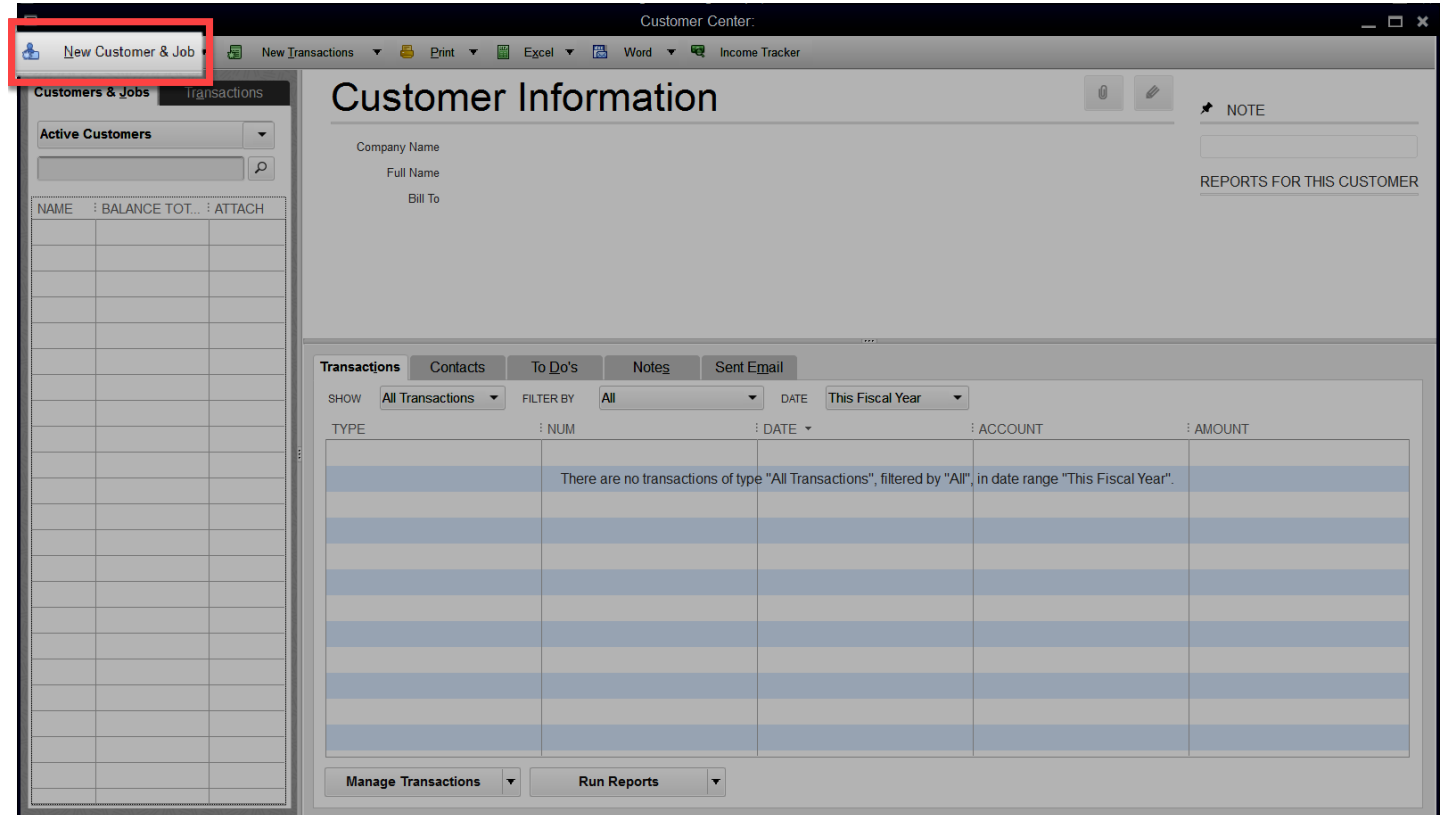 Customer Center:
New Customer & Job New Transactions Print Excel Word Income Tracker
Customers & Jobs Transactions
Active Customers
NAME BALANCE TOT... ATTACH
Customer Information
Company Name
Full Name
Bill To
NOTE
REPORTS FOR THIS CUSTOMER
Transactions Contacts To Do's Notes Sent Email
SHOW All Transactions FILTER BY All DATE This Fiscal Year
TYPE NUM DATE ACCOUNT AMOUNT
There are no transactions of type "All Transactions", filtered by "All", in date range "This Fiscal Year".
Manage Transactions Run Reports